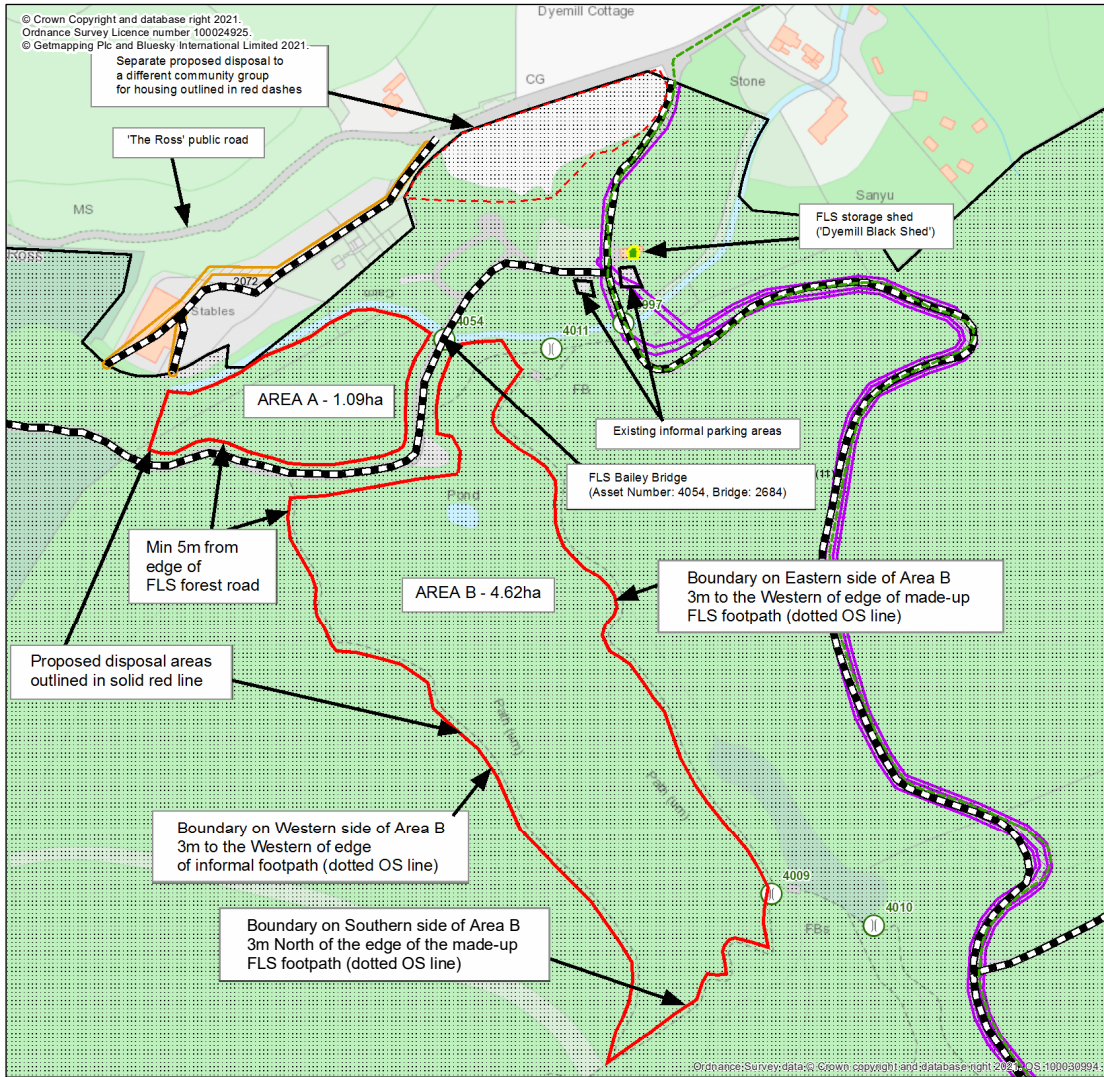 © Crown Copyright and database right 2021.
Ordnance Survey Licence number 100024925.
© Getmapping Plc and Bluesky International Limited 2021.
Dyemill Cottage
Separate proposed disposal to
a different community group
for housing outlined in red dashes
CG
Stone
'The Ross' public road
MS
Sanyu
FLS storage shed
('Dyemill Black Shed')
Ross
2072
Stables
4054
4011
997
FB
AREA A - 1.09ha
Existing informal parking areas
FLS Bailey Bridge
(Asset Number: 4054, Bridge: 2684)
(11
Pond
Min 5m from
edge of
FLS forest road
AREA B - 4.62ha
Boundary on Eastern side of Area B
3m to the Western of edge of made-up
FLS footpath (dotted OS line)
Proposed disposal areas
outlined in solid red line
Path (um)
Path (um)
Boundary on Western side of Area B
3m to the Western of edge
of informal footpath (dotted OS line)
4009
4010
FBs
Boundary on Southern side of Area B
3m North of the edge of the made-up
FLS footpath (dotted OS line)
Ordnance Survey data © Crown copyright and database right 2021. OS 100030994